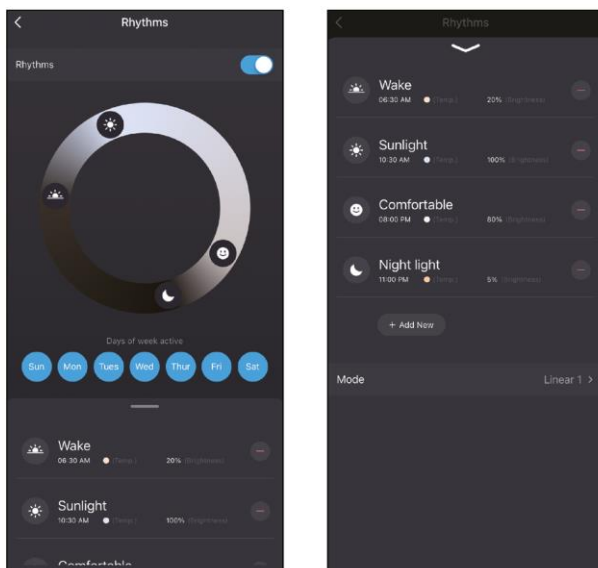 Rhythms
Rhythms
Days of week active
Sun Mon Tues Wed Thur Fri Sat
Wake
06:30 AM (Temp.) 20% (Brightness)
Sunlight
10:30 AM (Temp.) 100% (Brightness)
Comfortable
Rhythms
Wake
06:30 AM (Temp.) 20% (Brightness)
Sunlight
10:30 AM (Temp.) 100% (Brightness)
Comfortable
08:00 PM (Temp.) 80% (Brightness)
Night light
11:00 PM (Temp.) 5% (Brightness)
+ Add New
Mode Linear 1 >